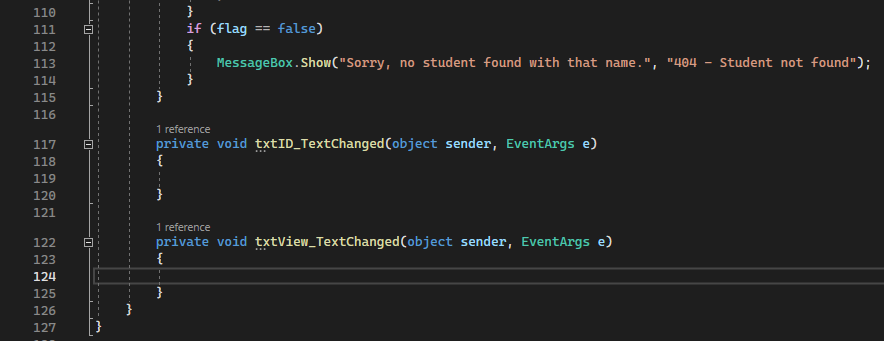 110 }
111 if (flag == false)
112 {
113 MessageBox.Show("Sorry, no student found with that name.", "404 - Student not found");
114 }
115 }
116
1 reference
117 private void txtID_TextChanged(object sender, EventArgs e)
118 {
119
120 }
121
1 reference
122 private void txtView_TextChanged(object sender, EventArgs e)
123 {
124
125 }
126 }
127 }